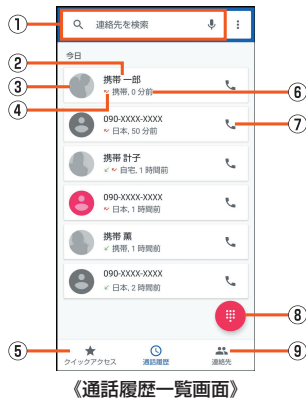 ① 連絡先を検索
今日
②
③ 携帯 一郎
④ 携帯, 0 分前 ⑥
090-XXXX-XXXX ⑦
日本, 50 分前
携帯 計子
自宅, 1 時間前
090-XXXX-XXXX
日本, 1 時間前
携帯 薫
携帯, 1 時間前
090-XXXX-XXXX
日本, 2 時間前
⑧
⑤ クイックアクセス 通話履歴 連絡先 ⑨
《通話履歴一覧画面》